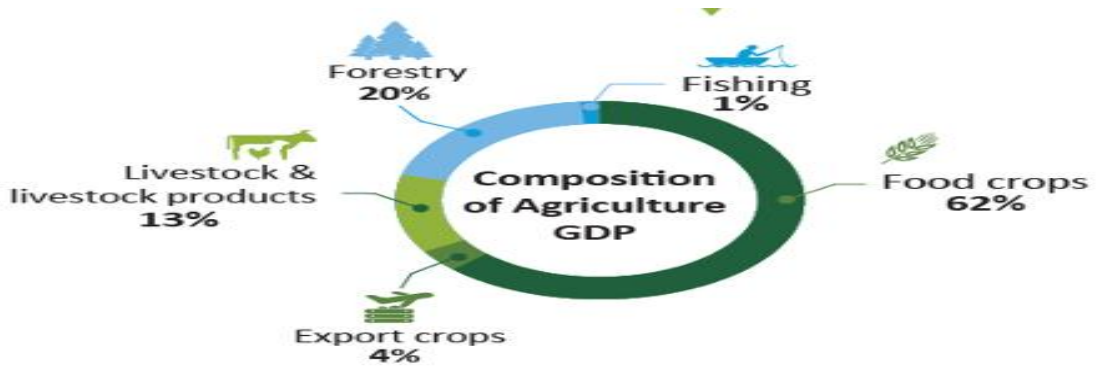 Forestry
20%
Fishing
1%
Livestock &
livestock products
13%
Composition
of Agriculture
GDP
Food crops
62%
Export crops
4%